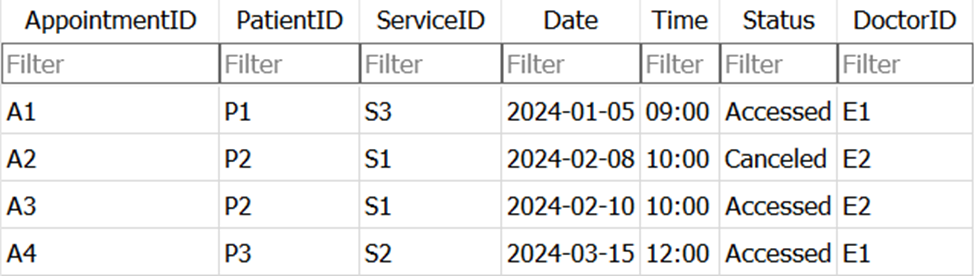 AppointmentID PatientID ServiceID Date Time Status DoctorID
Filter Filter Filter Filter Filter Filter Filter
A1 P1 S3 2024-01-05 09:00 Accessed E1
A2 P2 S1 2024-02-08 10:00 Canceled E2
A3 P2 S1 2024-02-10 10:00 Accessed E2
A4 P3 S2 2024-03-15 12:00 Accessed E1